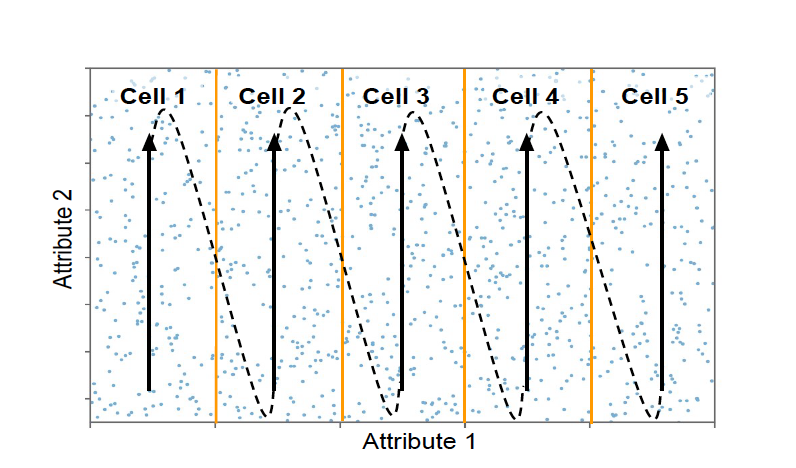 Cell 1
Cell 2
Cell 3
Cell 4
Cell 5
Attribute 2
Attribute 1